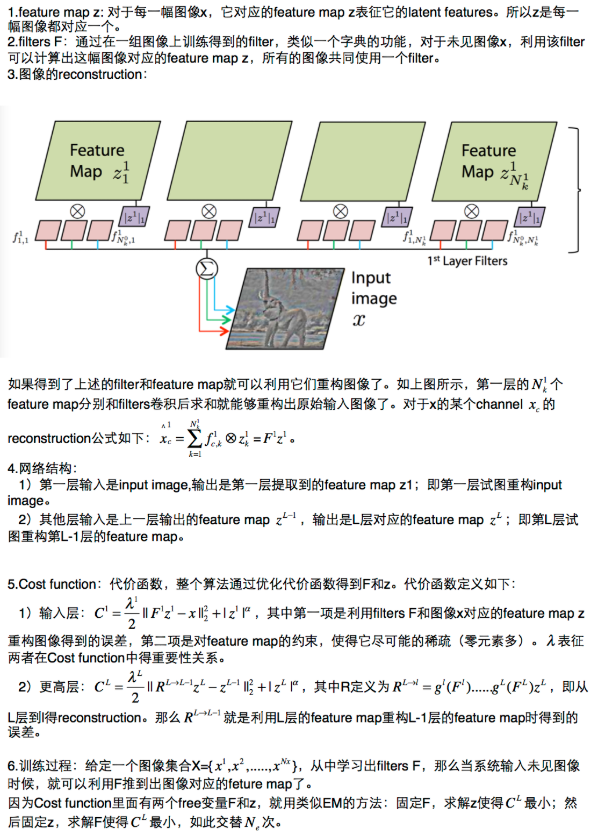 1.feature map z: 对于每一幅图像x，它对应的feature map z表征它的latent features。所以z是每一
幅图像都对应一个。
2.filters F：通过在一组图像上训练得到的filter，类似一个字典的功能，对于未见图像x，利用该filter
可以计算出这幅图像对应的feature map z，所有的图像共同使用一个filter。
3.图像的reconstruction：
Feature
Map z_1^1
Feature
Map z_{N_k^1}^1
⊗ |z^1|_1 ⊗ |z^1|_1 ⊗ |z^1|_1 ⊗ |z^1|_1
f_{1,1}^1 f_{N_k^0,1}^1 f_{1,N_k^1}^1 f_{N_k^0,N_k^1}^1
1st Layer Filters
Σ
Input
image
x
如果得到了上述的filter和feature map就可以利用它们重构图像了。如上图所示，第一层的 N_k^1 个
feature map分别和filters卷积后求和就能够重构出原始输入图像了。对于x的某个channel x_c 的
reconstruction公式如下： \hat{x}_c^1 = \sum_{k=1}^{N_k^1} f_{c,k}^1 ⊗ z_k^1 = F^1 z^1 。
4.网络结构：
1）第一层输入是input image,输出是第一层提取到的feature map z1；即第一层试图重构input
image。
2）其他层输入是上一层输出的feature map z^{L-1}，输出是L层对应的feature map z^L；即第L层试
图重构第L-1层的feature map。
5.Cost function：代价函数，整个算法通过优化代价函数得到F和z。代价函数定义如下：
1）输入层： C^1 = \frac{λ^1}{2} || F^1 z^1 - x ||_2^2 + | z^1 |^α ，其中第一项是利用filters F和图像x对应的feature map z
重构图像得到的误差，第二项是对feature map的约束，使得它尽可能的稀疏（零元素多）。λ表征
两者在Cost function中得重要性关系。
2）更高层： C^L = \frac{λ^L}{2} || R^{L→L-1} z^L - z^{L-1} ||_2^2 + | z^L |^α ，其中R定义为 R^{L→l} = g^l(F^l)......g^L(F^L)z^L ，即从
L层到l得reconstruction。那么 R^{L→L-1} 就是利用L层的feature map重构L-1层的feature map时得到的
误差。
6.训练过程：给定一个图像集合X={ x^1, x^2, ....., x^{Nx} }，从中学习出filters F，那么当系统输入未见图像
时候，就可以利用F推到出图像对应的feture map了。
因为Cost function里面有两个free变量F和z，就用类似EM的方法：固定F，求解z使得 C^L 最小；然
后固定z，求解F使得 C^L 最小，如此交替 N_e 次。